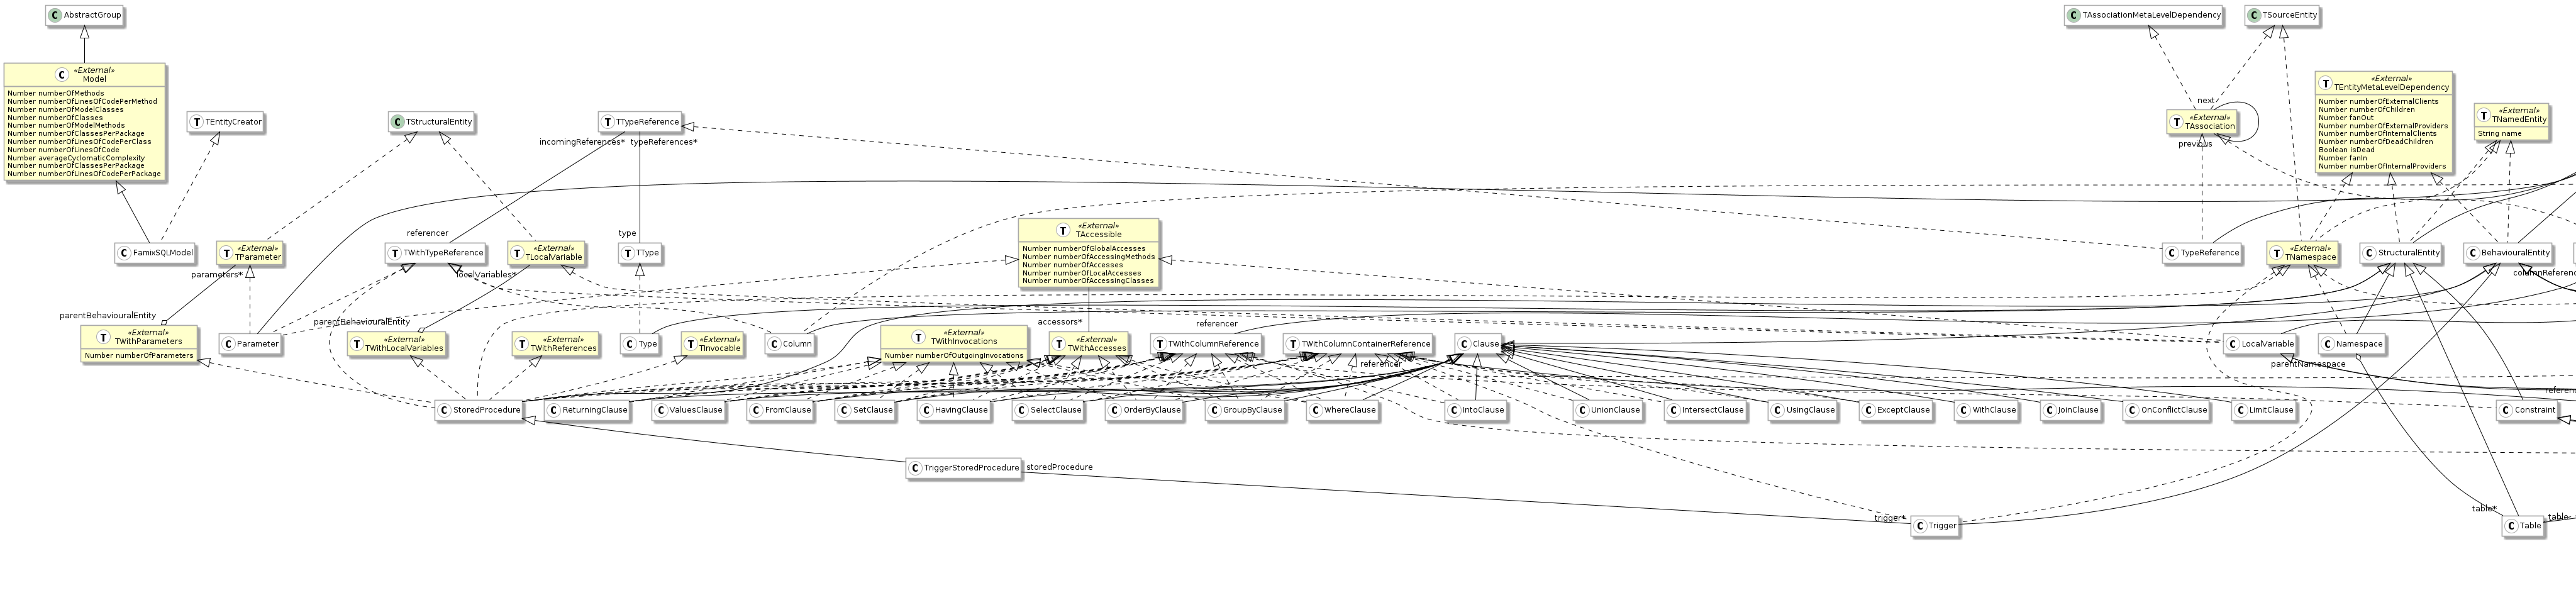 AbstractGroup
TAssociationMetaLevelDependency
TSourceEntity
«External»
Model
Number numberOfMethods
Number numberOfLinesOfCodePerMethod
Number numberOfModelClasses
Number numberOfClasses
Number numberOfModelMethods
Number numberOfClassesPerPackage
Number numberOfLinesOfCodePerClass
Number numberOfLinesOfCode
Number averageCyclomaticComplexity
Number numberOfClassesPerPackage
Number numberOfLinesOfCodePerPackage
TEntityCreator
TStructuralEntity
TTypeReference
incomingReferences*
typeReferences*
next
«External»
TAssociation
previous
«External»
TEntityMetaLevelDependency
Number numberOfExternalClients
Number numberOfChildren
Number fanOut
Number numberOfExternalProviders
Number numberOfInternalClients
Number numberOfDeadChildren
Boolean isDead
Number fanIn
Number numberOfInternalProviders
«External»
TNamedEntity
String name
FamixSQLModel
«External»
TParameter
parameters*
referencer
TWithTypeReference
«External»
TLocalVariable
localVariables*
type
TType
«External»
TAccessible
Number numberOfGlobalAccesses
Number numberOfAccessingMethods
Number numberOfAccesses
Number numberOfLocalAccesses
Number numberOfAccessingClasses
TypeReference
«External»
TNamespace
StructuralEntity
BehaviouralEntity
parentBehaviouralEntity
«External»
TWithParameters
Number numberOfParameters
Parameter
parentBehaviouralEntity
«External»
TWithLocalVariables
«External»
TWithReferences
Type
«External»
TInvocable
Column
«External»
TWithInvocations
Number numberOfOutgoingInvocations
accessors*
«External»
TWithAccesses
referencer
TWithColumnReference
TWithColumnContainerReference
referencer
Clause
LocalVariable
Namespace
parentNamespace
StoredProcedure
ReturningClause
ValuesClause
FromClause
SetClause
HavingClause
SelectClause
OrderByClause
GroupByClause
WhereClause
IntoClause
UnionClause
IntersectClause
UsingClause
ExceptClause
WithClause
JoinClause
OnConflictClause
LimitClause
Constraint
TriggerStoredProcedure
storedProcedure
trigger*
Trigger
table*
Table
table